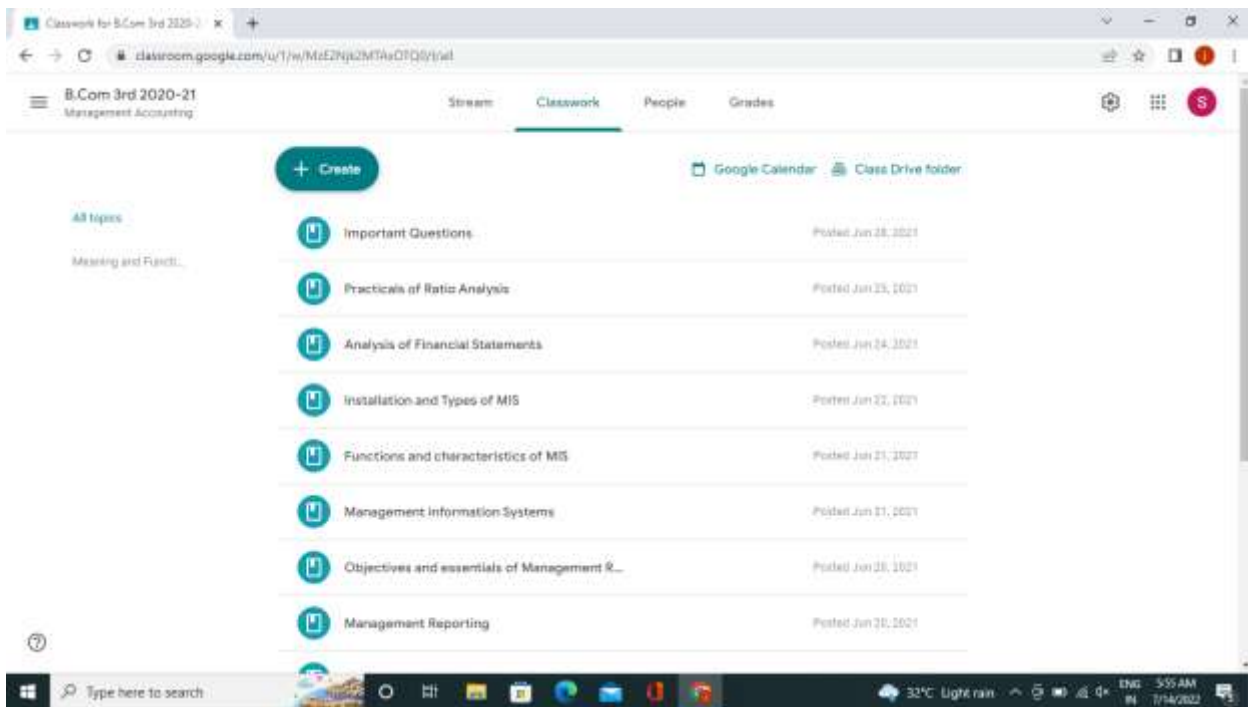 Classwork for B.Com 3rd 2020-2
classroom.google.com/u/1/w/
B.Com 3rd 2020-21
Management Accounting
Stream Classwork People Grades
S
Create
Google Calendar Class Drive folder
All topics
Meaning and Functi...
Important Questions Posted Jun 28, 2021
Practicals of Ratio Analysis Posted Jun 25, 2021
Analysis of Financial Statements Posted Jun 24, 2021
Installation and Types of MIS Posted Jun 22, 2021
Functions and characteristics of MIS Posted Jun 21, 2021
Management Information Systems Posted Jun 21, 2021
Objectives and essentials of Management R... Posted Jun 20, 2021
Management Reporting Posted Jun 20, 2021
Type here to search
32°C Light rain
ENG
IN
5:55 AM
7/14/2022